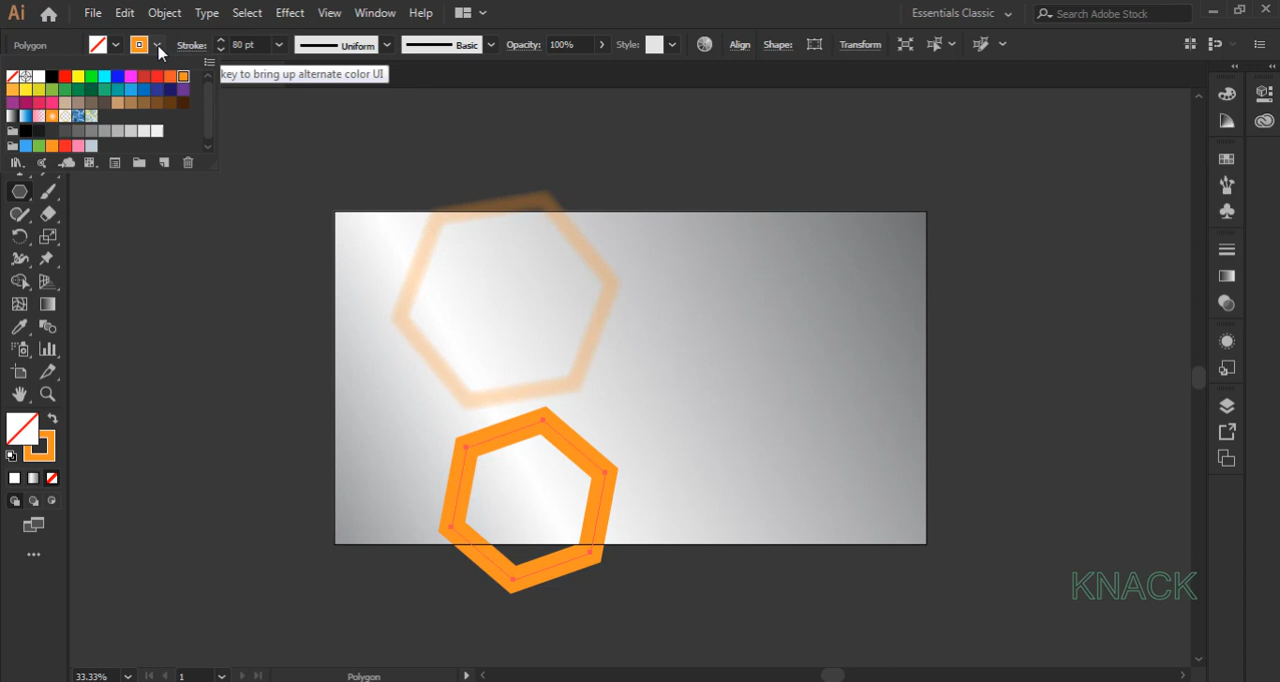 Ai File Edit Object Type Select Effect View Window Help Essentials Classic Search Adobe Stock
Polygon Stroke: 80 pt Uniform Basic Opacity: 100% Style: Align Shape: Transform
key to bring up alternate color UI
KNACK
33.33% 1 Polygon